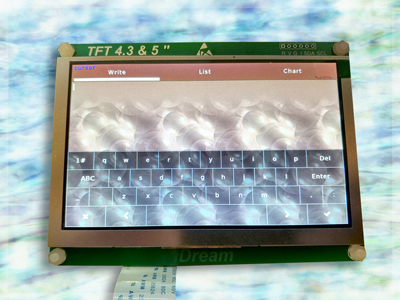 TFT 4.3 & 5 "
Write List Chart
1# q w e r t y u i o p Del
ABC a s d f g h j k l Enter
z x c v b n m . , :
Dream